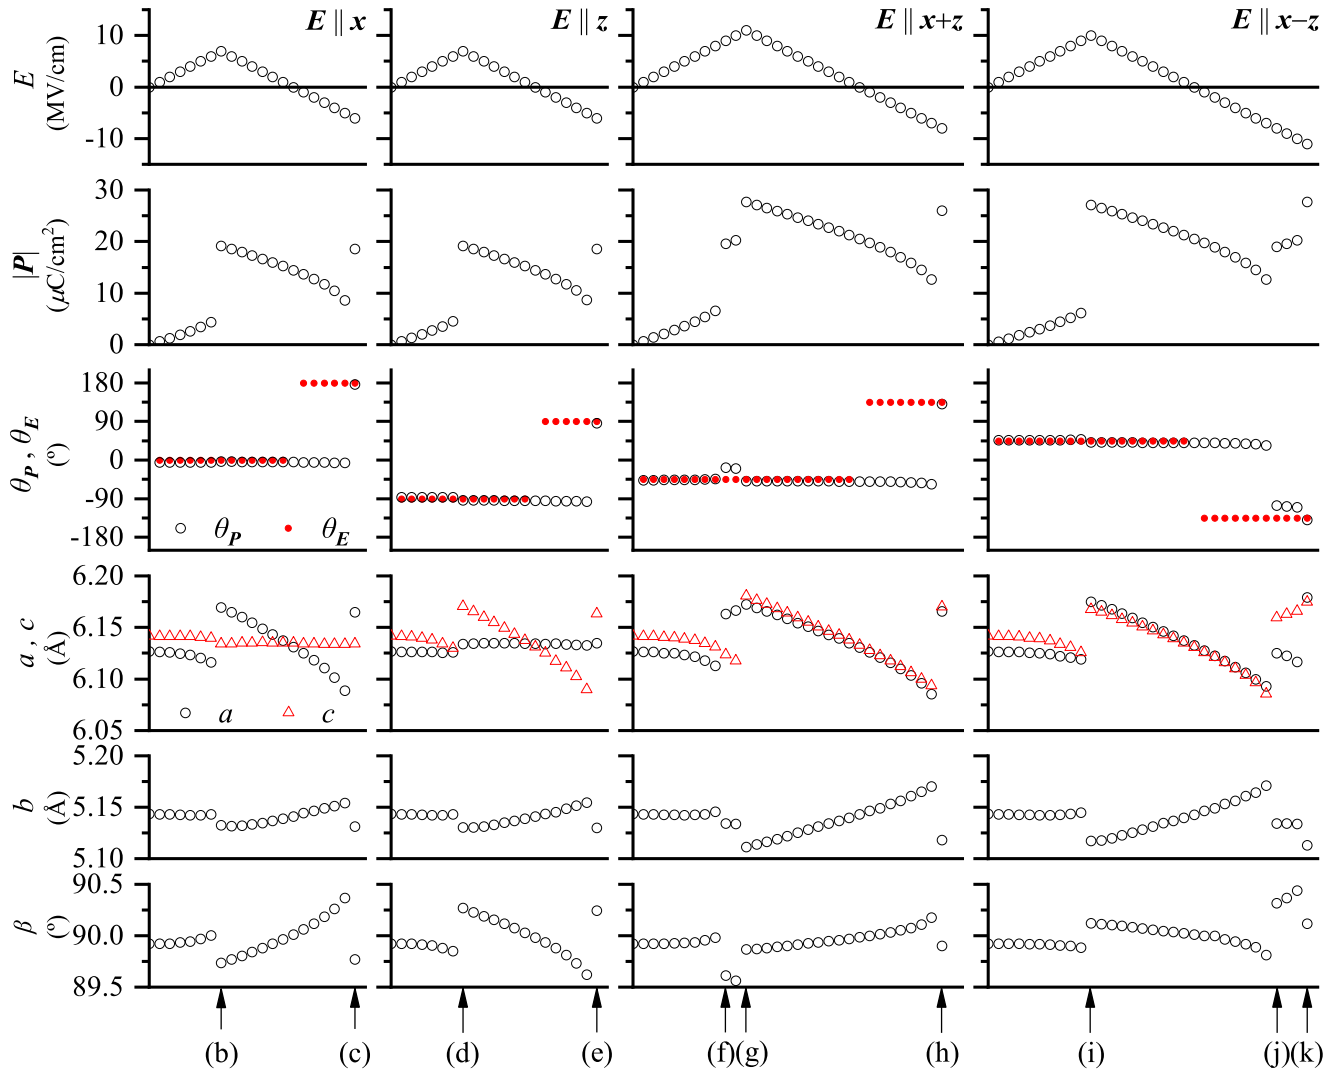 E || x
E || z
E || x+z
E || x−z
E
(MV/cm)
10
0
-10
|P|
(μC/cm²)
30
20
10
0
θP , θE
(º)
180
90
0
-90
-180
θP
θE
a , c
(Å)
6.20
6.15
6.10
6.05
a
c
b
(Å)
5.20
5.15
5.10
β
(º)
90.5
90.0
89.5
(b)
(c)
(d)
(e)
(f)
(g)
(h)
(i)
(j)
(k)